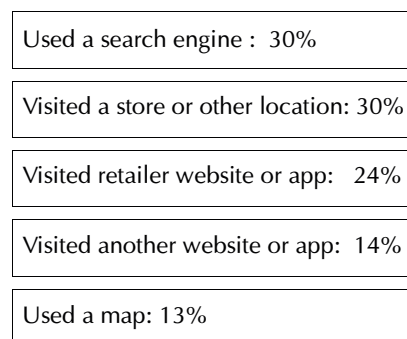 Used a search engine : 30%
Visited a store or other location: 30%
Visited retailer website or app: 24%
Visited another website or app: 14%
Used a map: 13%